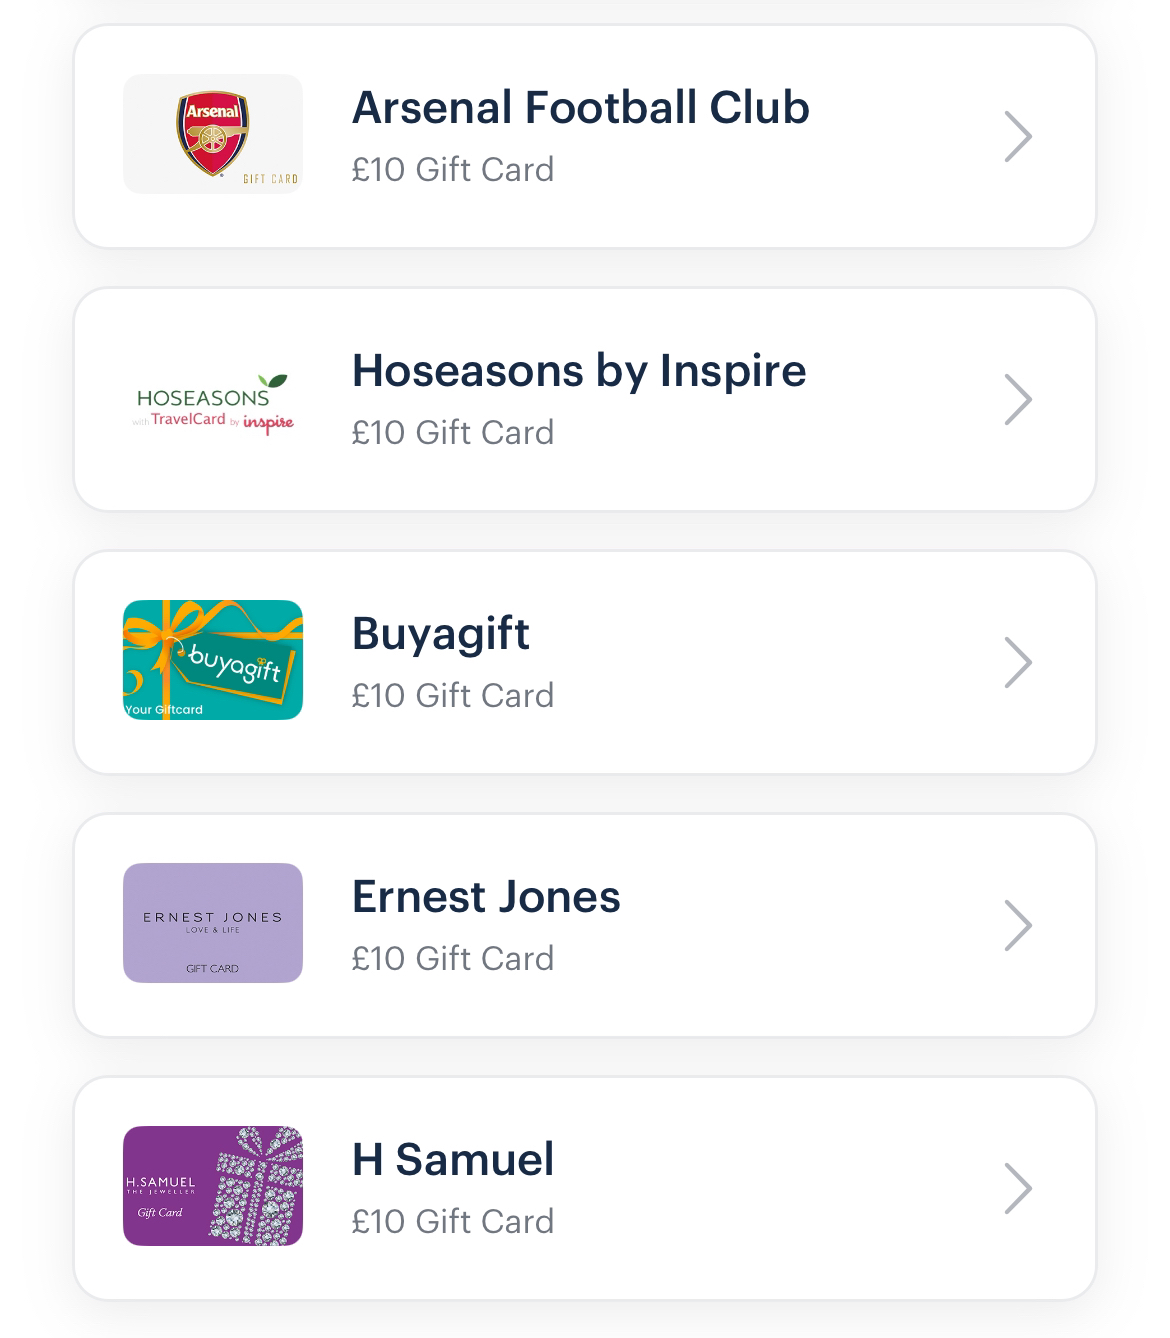 Arsenal
GIFT CARD
Arsenal Football Club
£10 Gift Card
HOSEASONS
with TravelCard by inspire
Hoseasons by Inspire
£10 Gift Card
buyagift
Your Giftcard
Buyagift
£10 Gift Card
ERNEST JONES
LOVE & LIFE
GIFT CARD
Ernest Jones
£10 Gift Card
H.SAMUEL
THE JEWELLER
Gift Card
H Samuel
£10 Gift Card